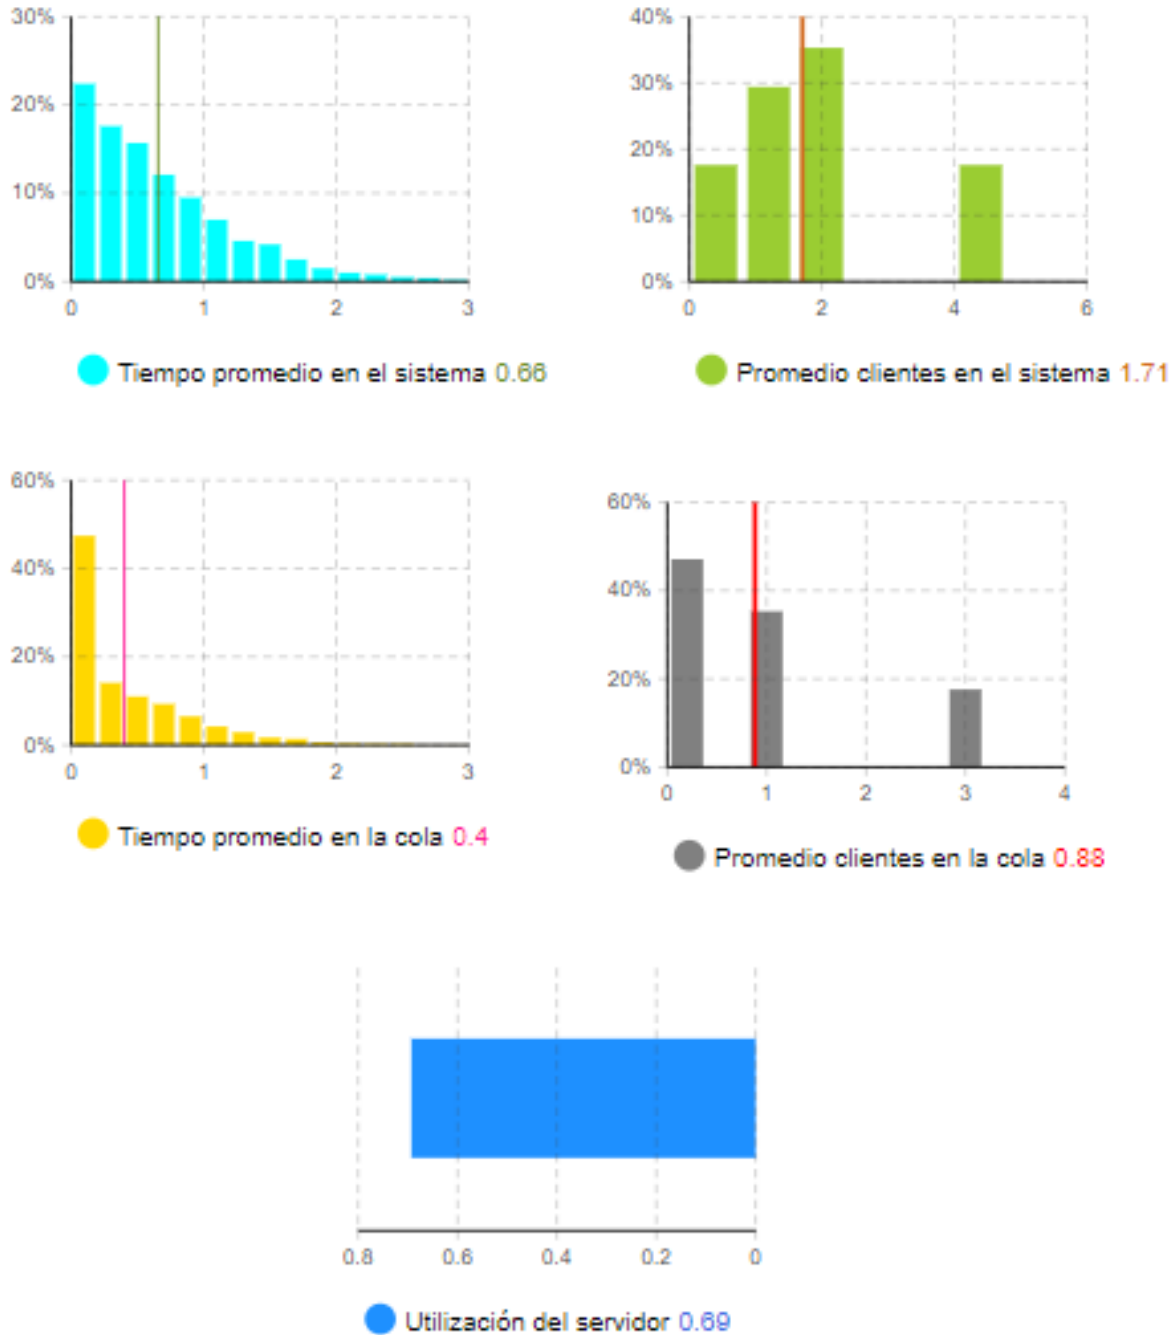 30%
20%
10%
0%
0 1 2 3
Tiempo promedio en el sistema 0.66
40%
30%
20%
10%
0%
0 2 4 6
Promedio clientes en el sistema 1.71
60%
40%
20%
0%
0 1 2 3
Tiempo promedio en la cola 0.4
60%
40%
20%
0%
0 1 2 3 4
Promedio clientes en la cola 0.88
0.8 0.6 0.4 0.2 0
Utilización del servidor 0.69